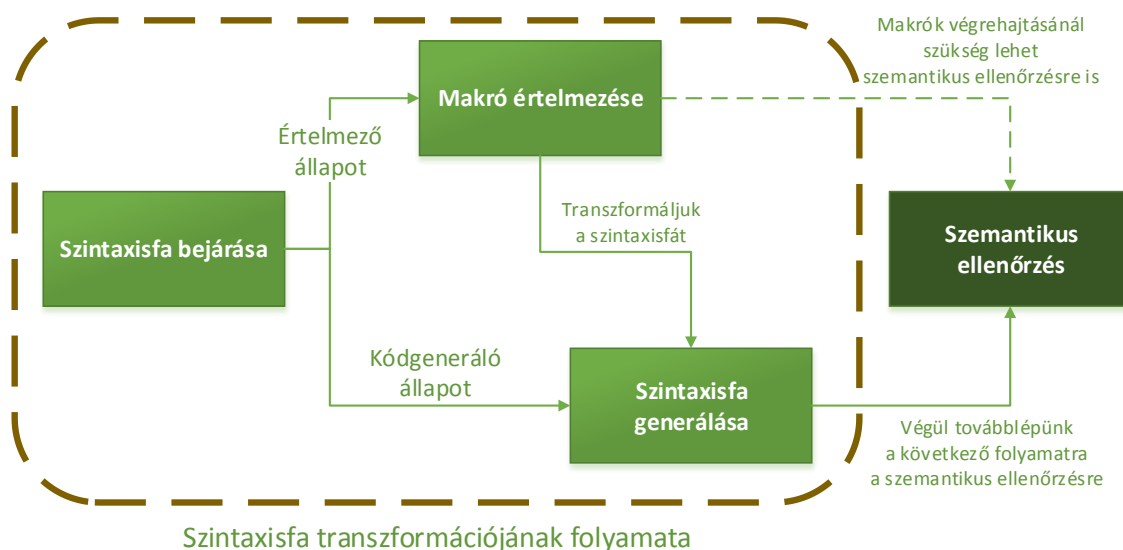 Makrók végrehajtásánál
szükség lehet
szemantikus ellenőrzésre is
Makró értelmezése
Értelmező
állapot
Transzformáljuk
a szintaxisfát
Szintaxisfa bejárása
Szemantikus
ellenőrzés
Kódgeneráló
állapot
Szintaxisfa
generálása
Végül továbblépünk
a következő folyamatra
a szemantikus ellenőrzésre
Szintaxisfa transzformációjának folyamata